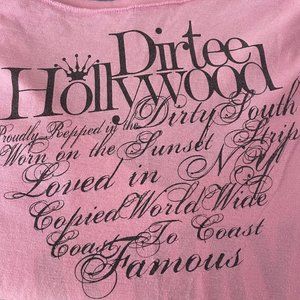 Dirtee
Hollywood
Proudly Repped in the Dirty South
Worn on the Sunset Strip
Loved in NY
Copied World Wide
Coast To Coast
Famous